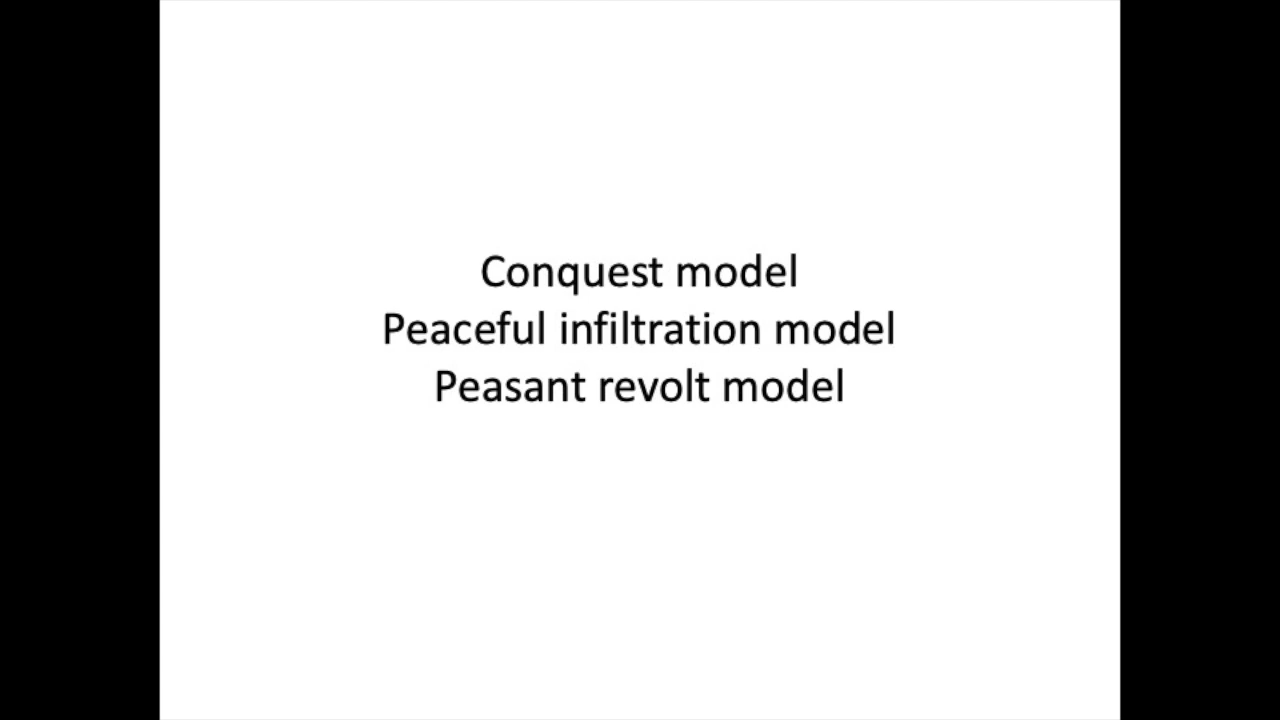 Conquest model
Peaceful infiltration model
Peasant revolt model